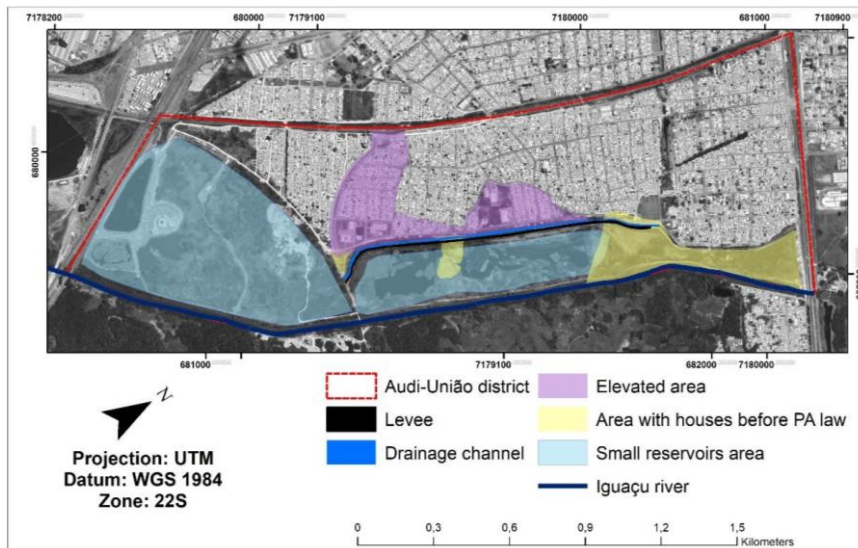 7178200 680000 7179100 7180000 681000 7180900
680000
681000 7179100 682000 7180000
Audi-União district
Levee
Drainage channel
Elevated area
Area with houses before PA law
Small reservoirs area
Iguaçu river
N
Projection: UTM
Datum: WGS 1984
Zone: 22S
0 0,3 0,6 0,9 1,2 1,5
Kilometers